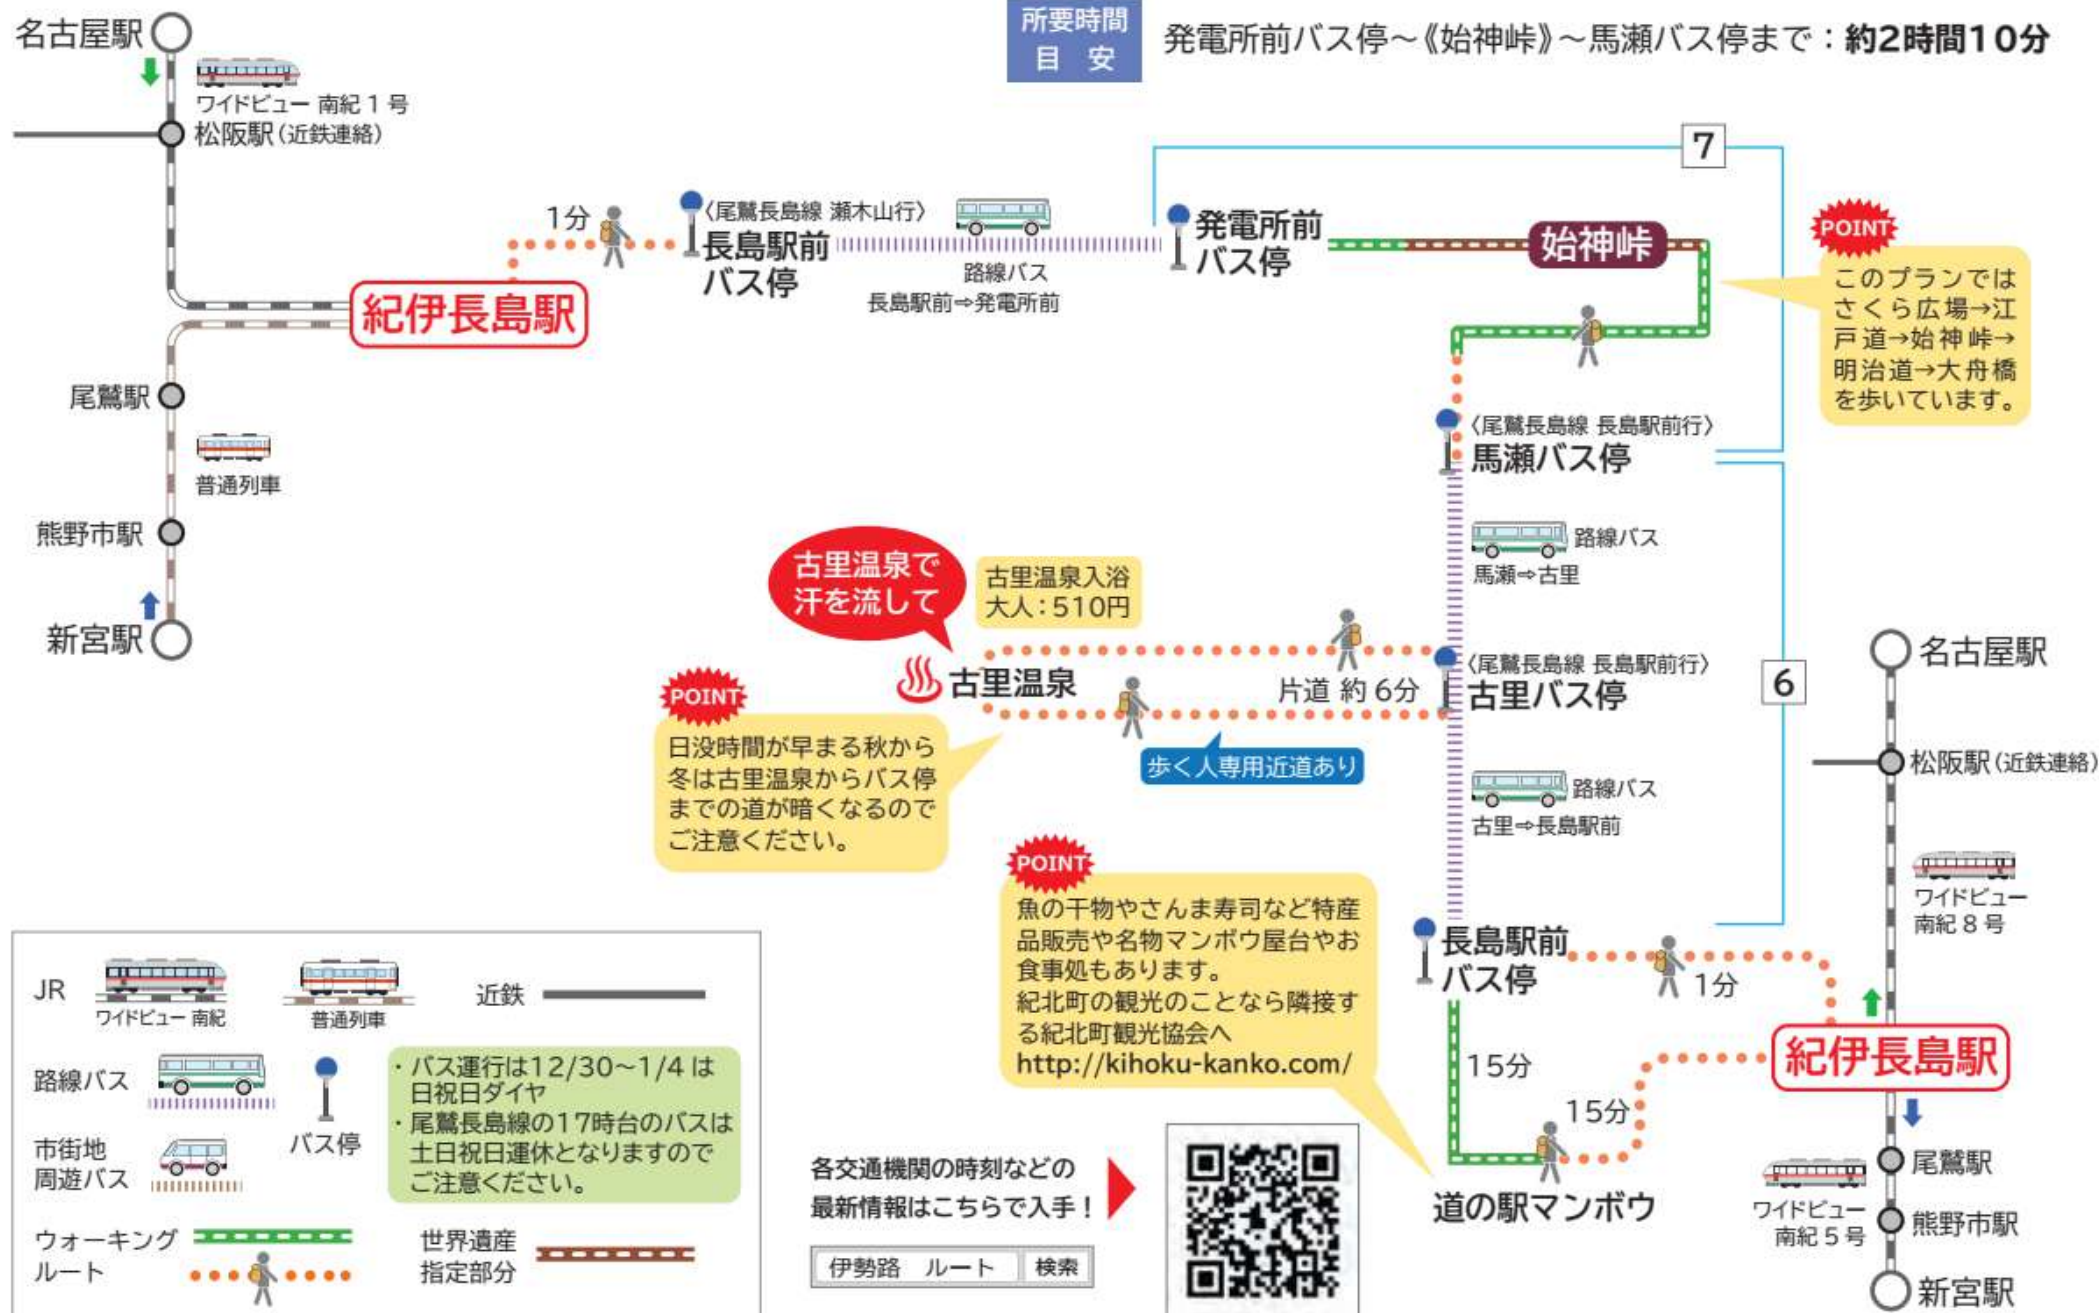 所要時間
目 安
発電所前バス停～《始神峠》～馬瀬バス停まで：約2時間10分
名古屋駅
ワイドビュー 南紀 1 号
松阪駅（近鉄連絡）
紀伊長島駅
尾鷲駅
普通列車
熊野市駅
新宮駅
1分
〈尾鷲長島線 瀬木山行〉
長島駅前
バス停
路線バス
長島駅前⇨発電所前
発電所前
バス停
始神峠
7
POINT
このプランでは
さくら広場→江
戸道→始神峠→
明治道→大舟橋
を歩いています。
〈尾鷲長島線 長島駅前行〉
馬瀬バス停
路線バス
馬瀬⇨古里
古里温泉で
汗を流して
古里温泉入浴
大人：510円
古里温泉
片道 約 6分
〈尾鷲長島線 長島駅前行〉
古里バス停
6
歩く人専用近道あり
POINT
日没時間が早まる秋から
冬は古里温泉からバス停
までの道が暗くなるので
ご注意ください。
路線バス
古里⇨長島駅前
POINT
魚の干物やさんま寿司など特産
品販売や名物マンボウ屋台やお
食事処もあります。
紀北町の観光のことなら隣接す
る紀北町観光協会へ
http://kihoku-kanko.com/
長島駅前
バス停
1分
15分
15分
道の駅マンボウ
名古屋駅
松阪駅（近鉄連絡）
ワイドビュー
南紀 8 号
紀伊長島駅
尾鷲駅
ワイドビュー
南紀 5 号
熊野市駅
新宮駅
JR
ワイドビュー 南紀
普通列車
近鉄
路線バス
バス停
市街地
周遊バス
・バス運行は12/30～1/4 は
日祝日ダイヤ
・尾鷲長島線の17時台のバスは
土日祝日運休となりますので
ご注意ください。
ウォーキング
ルート
世界遺産
指定部分
各交通機関の時刻などの
最新情報はこちらで入手！
伊勢路 ルート 検索